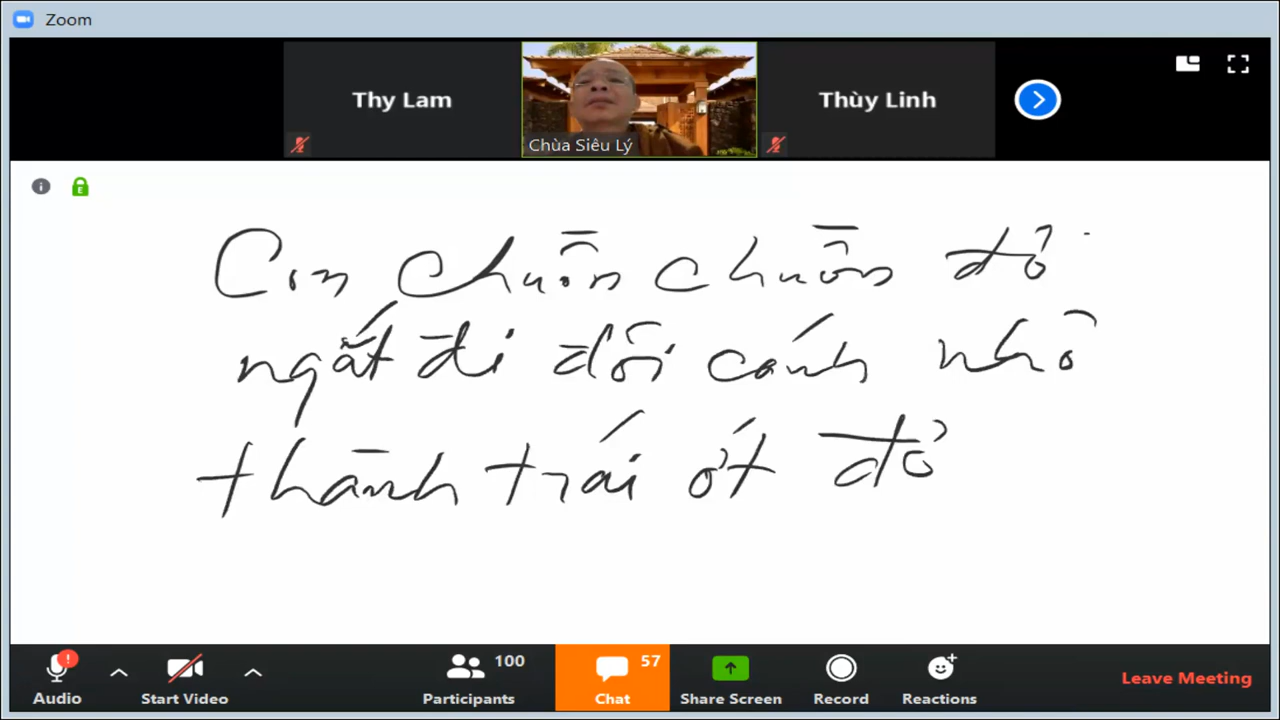 Zoom
Thy Lam
Chùa Siêu Lý
Thùy Linh
Con chuồn chuồn đỏ
ngắt đi đôi cánh nhỏ
thành trái ớt đỏ
Audio
Start Video
100
Participants
57
Chat
Share Screen
Record
Reactions
Leave Meeting